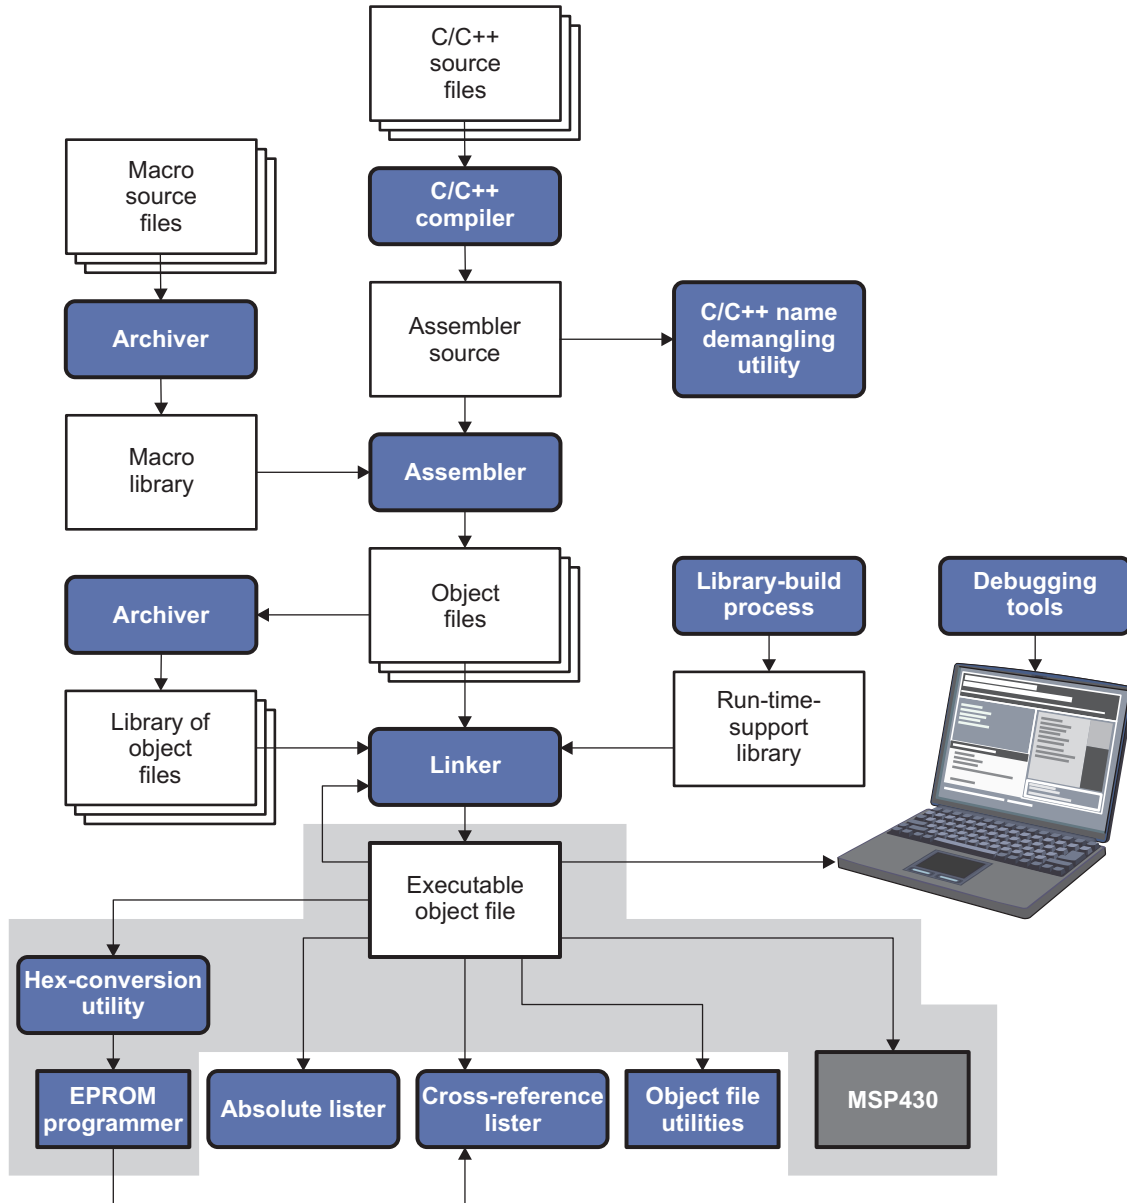 C/C++
source
files
Macro
source
files
C/C++
compiler
Archiver
Assembler
source
C/C++ name
demangling
utility
Macro
library
Assembler
Archiver
Object
files
Library-build
process
Debugging
tools
Library of
object
files
Linker
Run-time-
support
library
Executable
object file
Hex-conversion
utility
EPROM
programmer
Absolute lister
Cross-reference
lister
Object file
utilities
MSP430